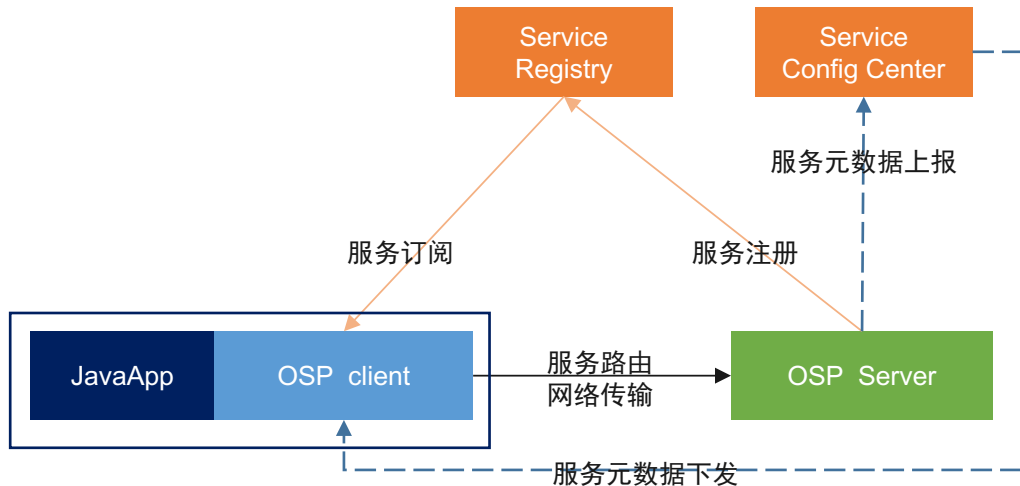 Service
Registry
Service
Config Center
服务元数据上报
服务订阅
服务注册
JavaApp
OSP client
服务路由
网络传输
OSP Server
服务元数据下发